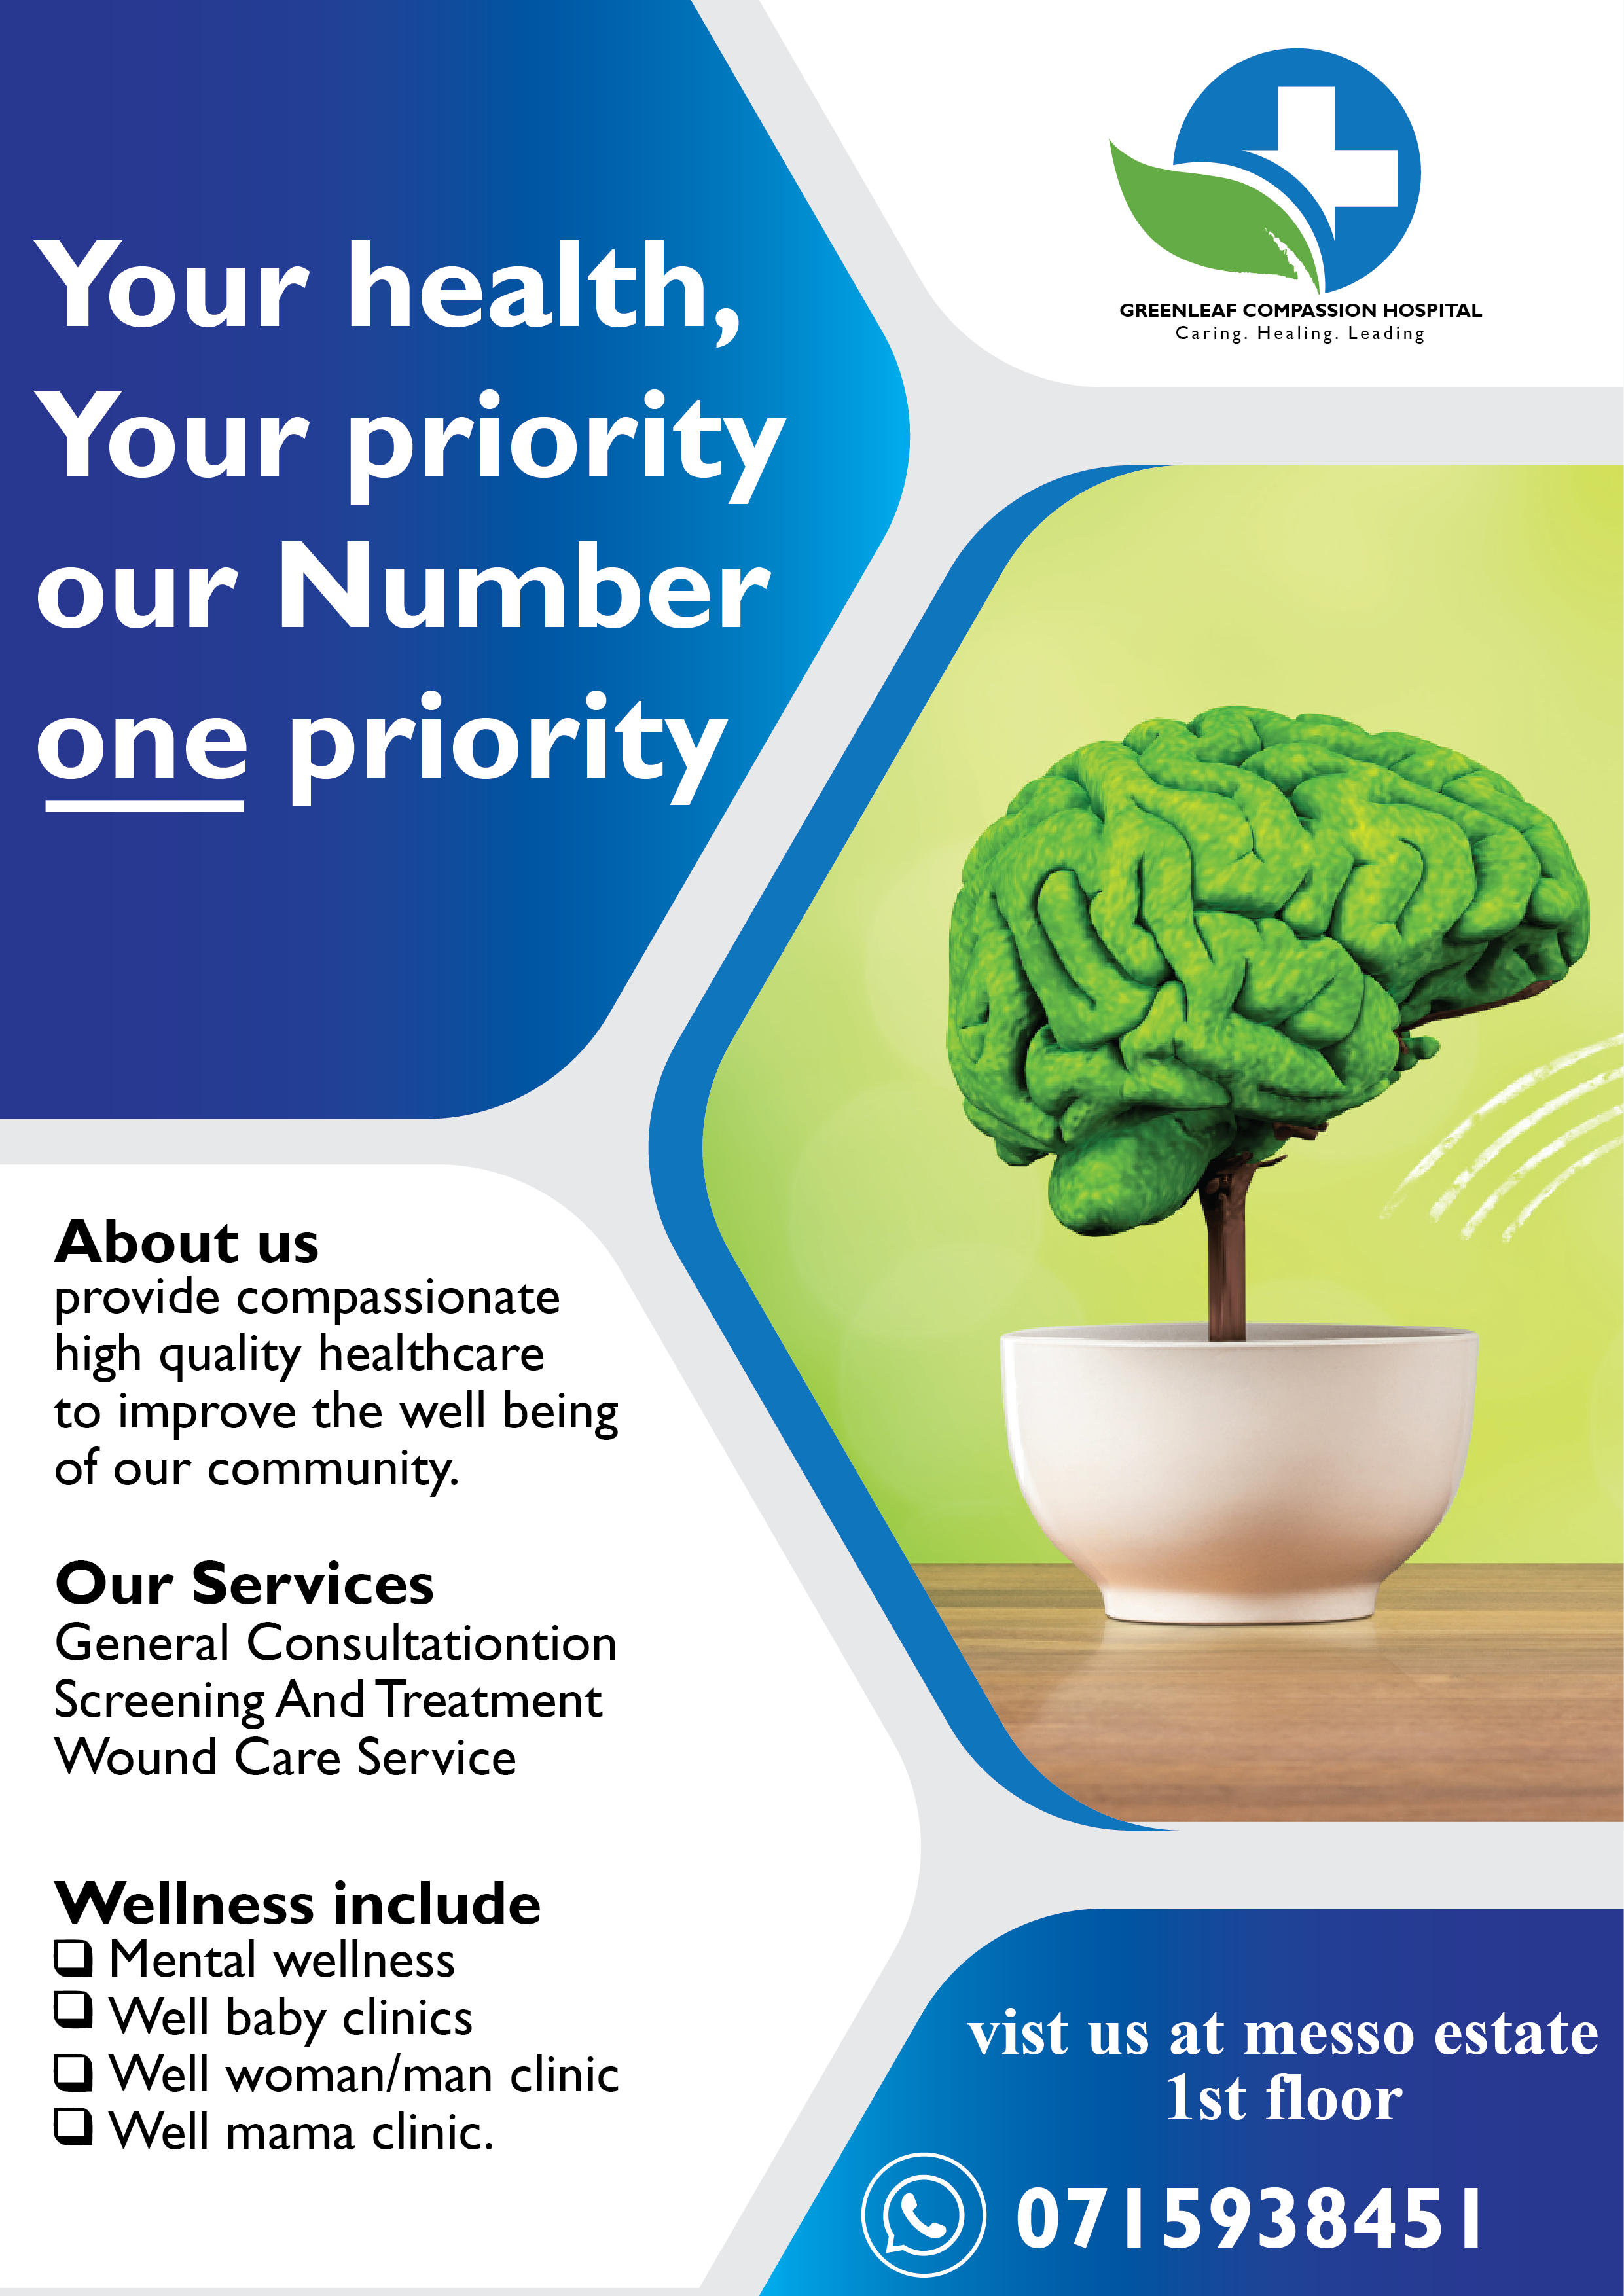 Your health,
Your priority
our Number
one priority
GREENLEAF COMPASSION HOSPITAL
Caring. Healing. Leading
About us
provide compassionate
high quality healthcare
to improve the well being
of our community.
Our Services
General Consultationtion
Screening And Treatment
Wound Care Service
Wellness include
❑ Mental wellness
❑ Well baby clinics
❑ Well woman/man clinic
❑ Well mama clinic.
vist us at messo estate
1st floor
0715938451